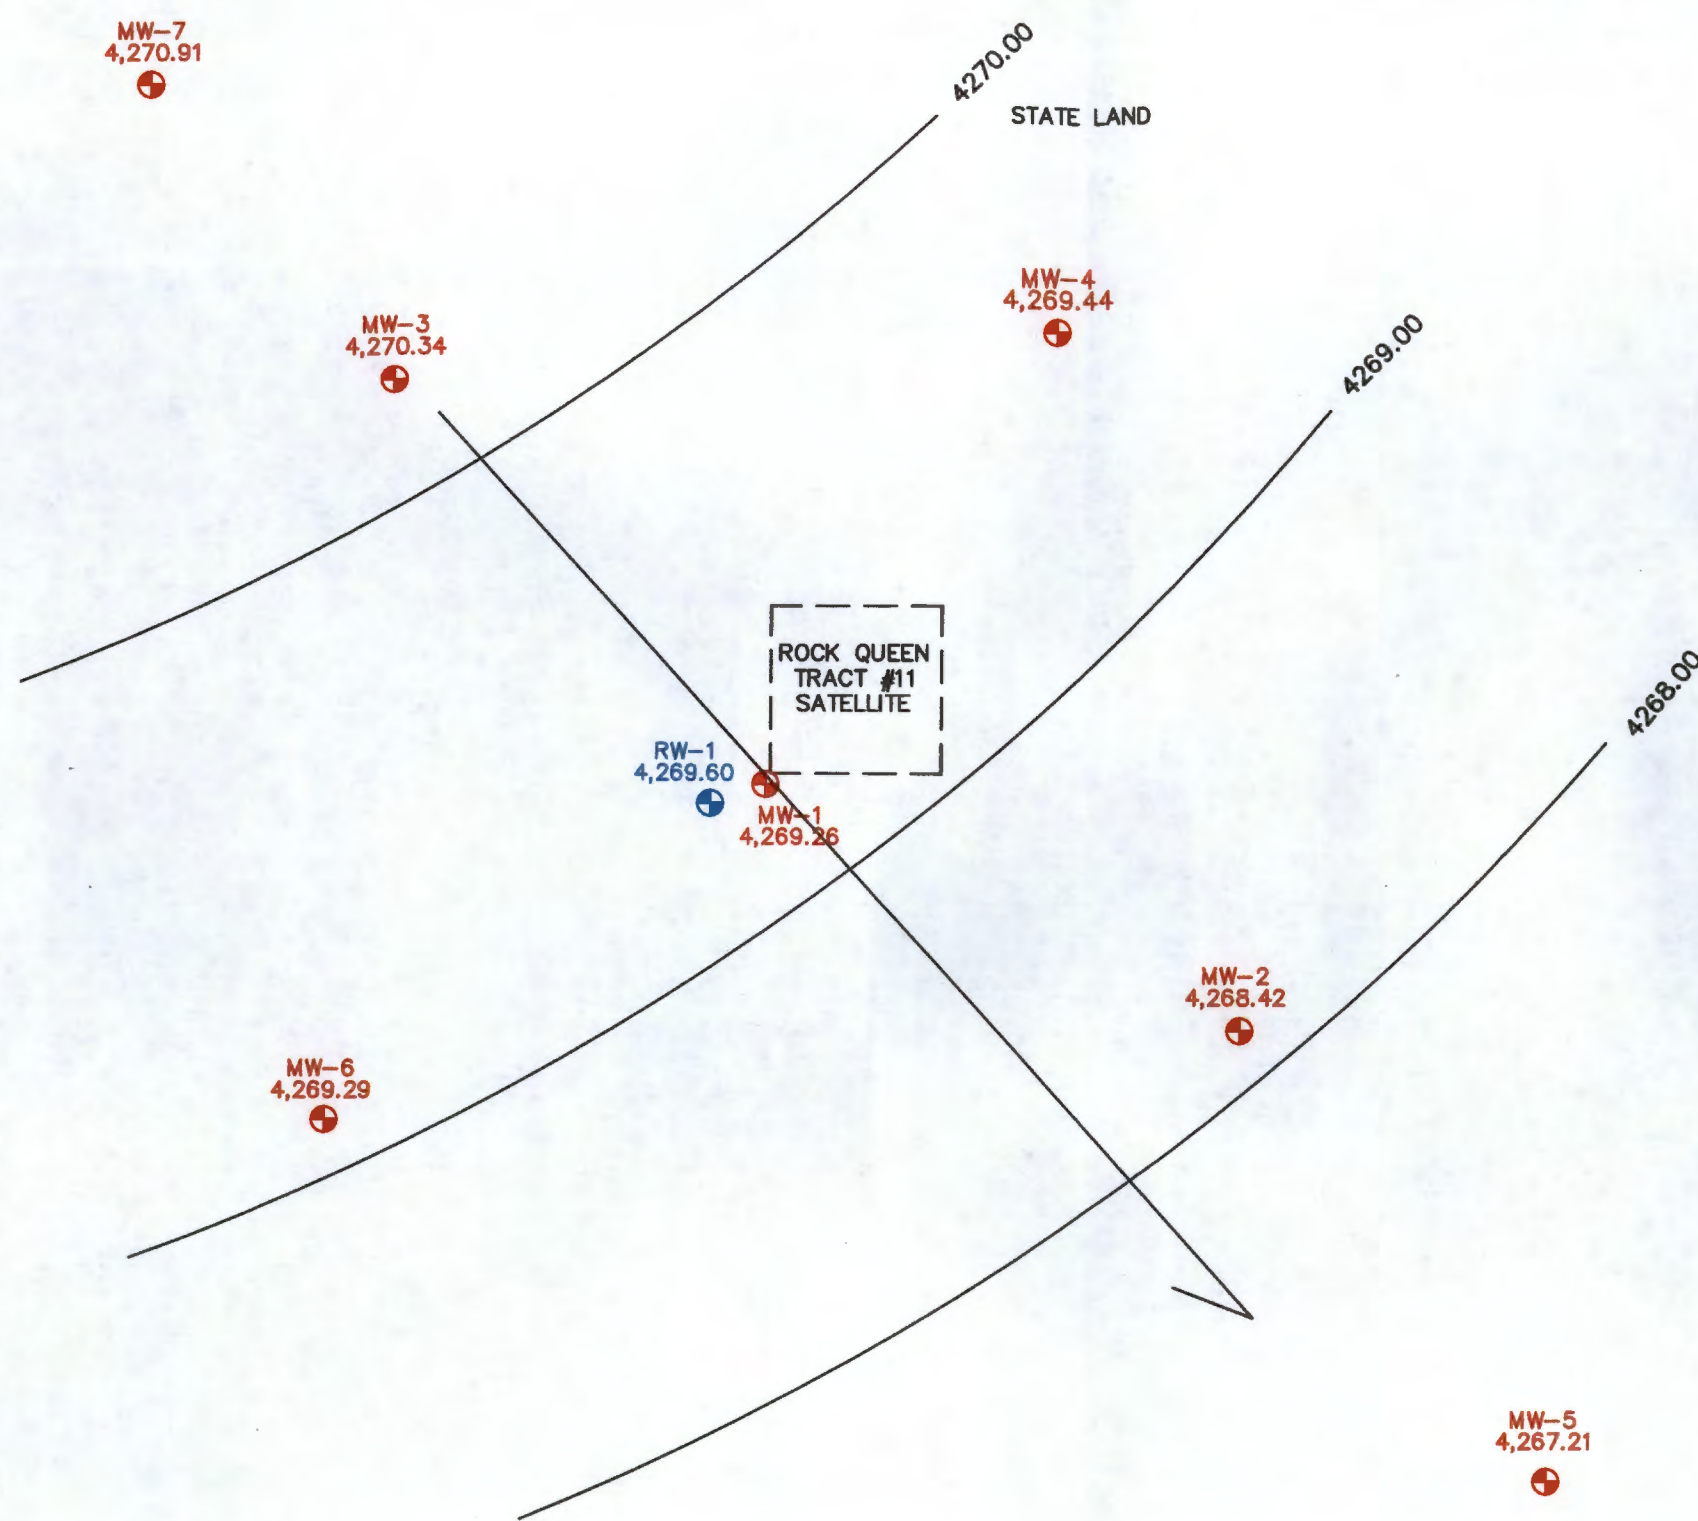 MW-7
4,270.91
4270.00
STATE LAND
MW-4
4,269.44
MW-3
4,270.34
4269.00
ROCK QUEEN
TRACT #11
SATELLITE
4268.00
RW-1
4,269.60
MW-1
4,269.26
MW-2
4,268.42
MW-6
4,269.29
MW-5
4,267.21